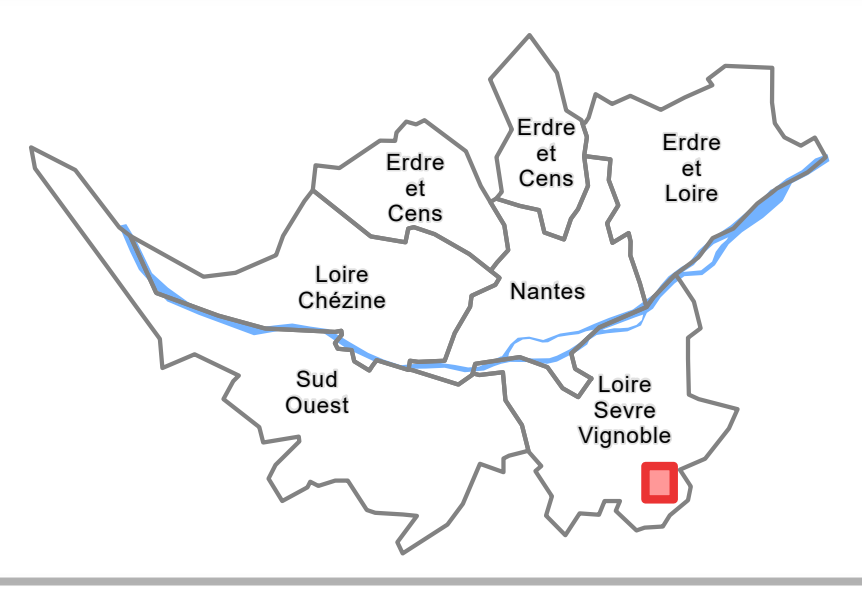 Erdre
et
Cens
Erdre
et
Loire
Erdre
et
Cens
Loire
Chézine
Nantes
Sud
Ouest
Loire
Sevre
Vignoble